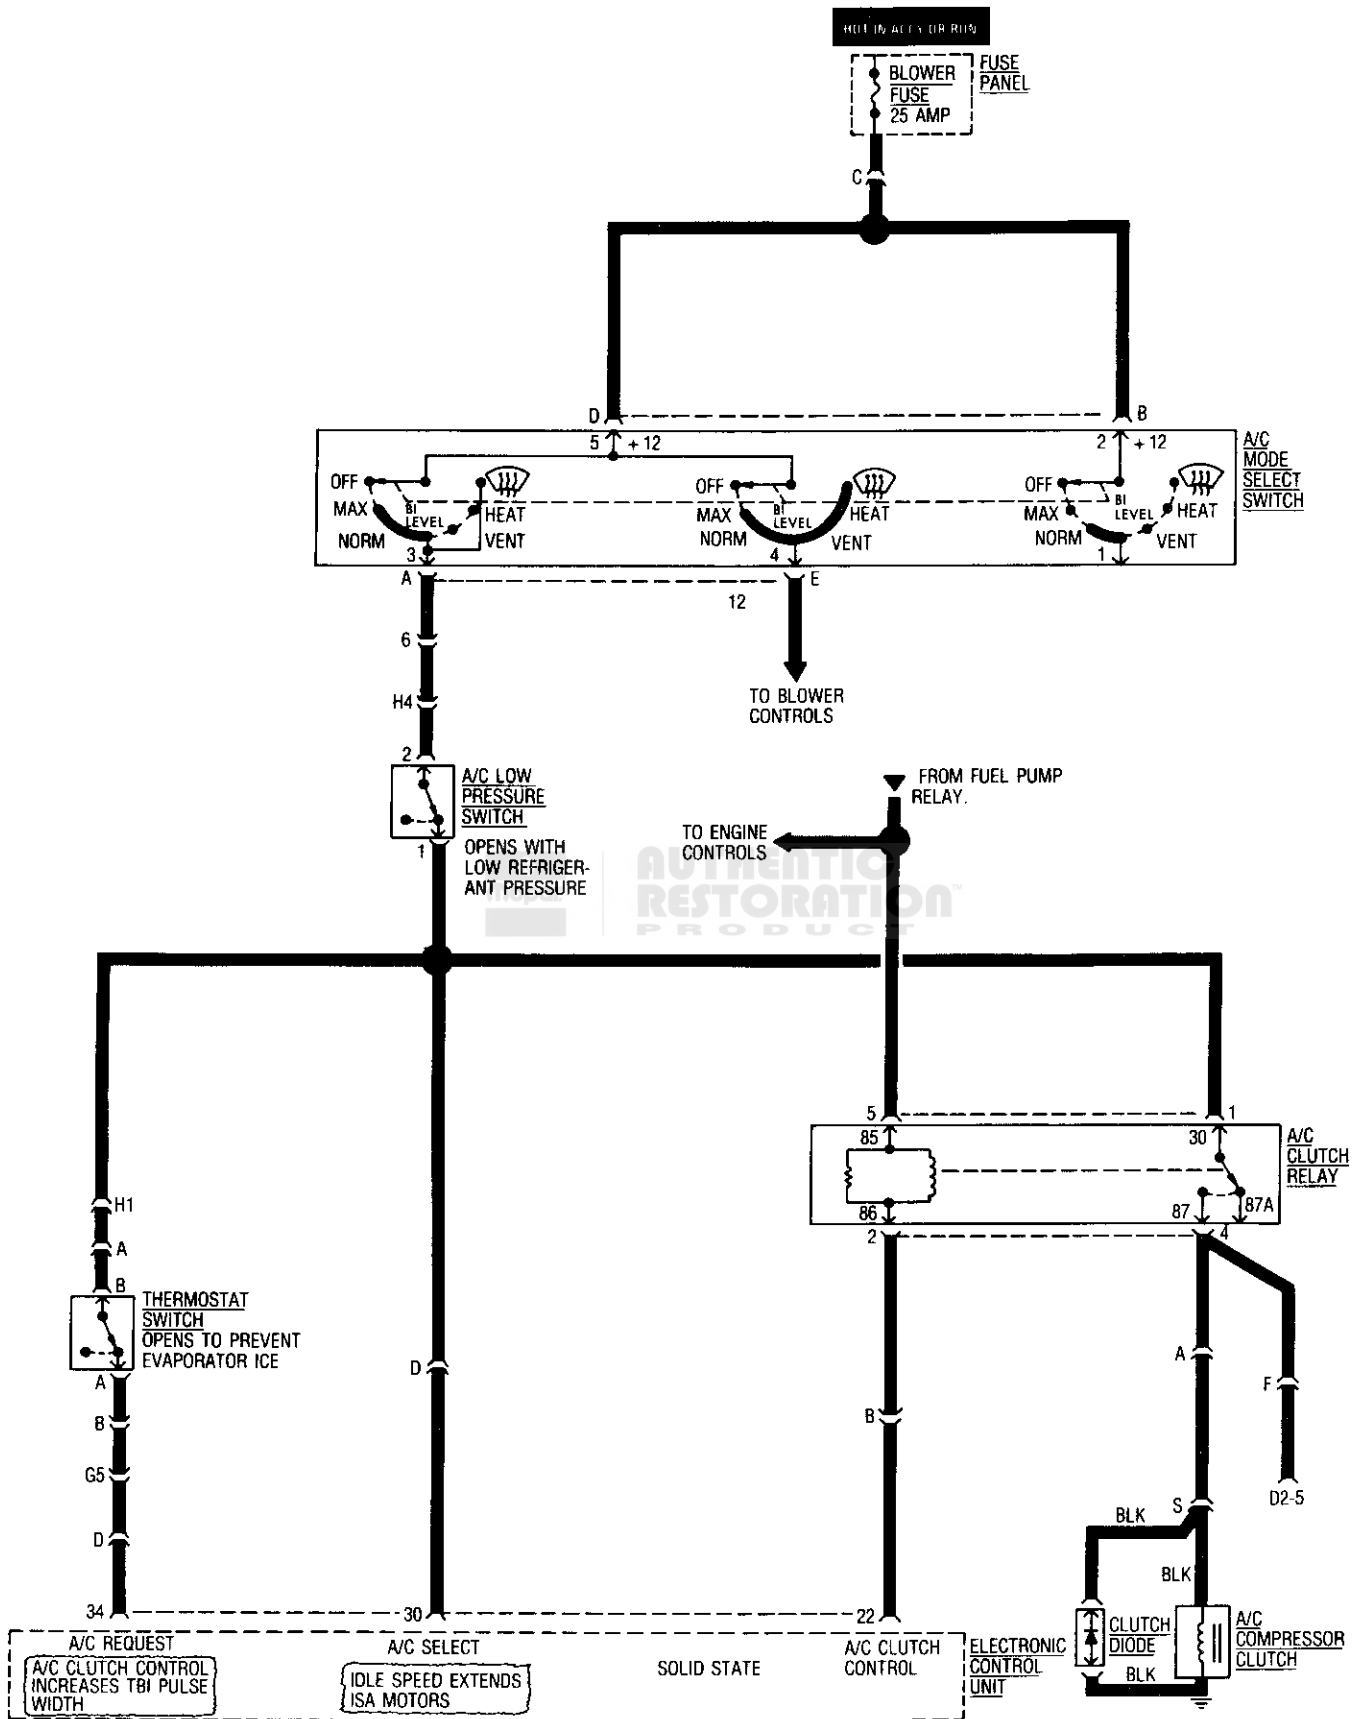 HOT IN ACCY OR RUN
BLOWER
FUSE
25 AMP
FUSE
PANEL
C
D
B
5 +12
2 +12
A/C
MODE
SELECT
SWITCH
OFF
MAX
BI
LEVEL
HEAT
NORM
VENT
3
OFF
MAX
BI
LEVEL
HEAT
NORM
VENT
4
OFF
MAX
BI
LEVEL
HEAT
NORM
VENT
1
A
E
12
6
H4
TO BLOWER
CONTROLS
2
A/C LOW
PRESSURE
SWITCH
1
OPENS WITH
LOW REFRIGER-
ANT PRESSURE
FROM FUEL PUMP
RELAY.
TO ENGINE
CONTROLS
mopar
AUTHENTIC
RESTORATION™
PRODUCT
5
1
85
30
A/C
CLUTCH
RELAY
86
87
87A
2
4
H1
A
B
THERMOSTAT
SWITCH
OPENS TO PREVENT
EVAPORATOR ICE
A
B
G5
D
D
B
A
F
D2-5
S
BLK
BLK
34
30
22
A/C REQUEST
A/C CLUTCH CONTROL
INCREASES TBI PULSE
WIDTH
A/C SELECT
IDLE SPEED EXTENDS
ISA MOTORS
SOLID STATE
A/C CLUTCH
CONTROL
ELECTRONIC
CONTROL
UNIT
CLUTCH
DIODE
BLK
A/C
COMPRESSOR
CLUTCH